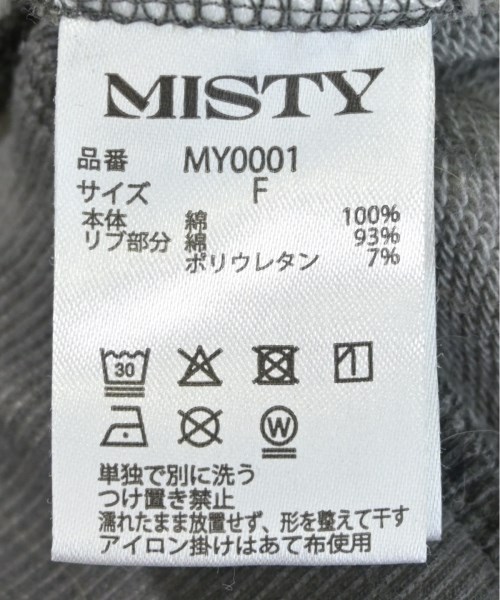 MISTY
品番 MY0001
サイズ F
本体 綿 100%
リブ部分 綿 93%
ポリウレタン 7%
30
W
単独で別に洗う
つけ置き禁止
濡れたまま放置せず、形を整えて干す
アイロン掛けはあて布使用